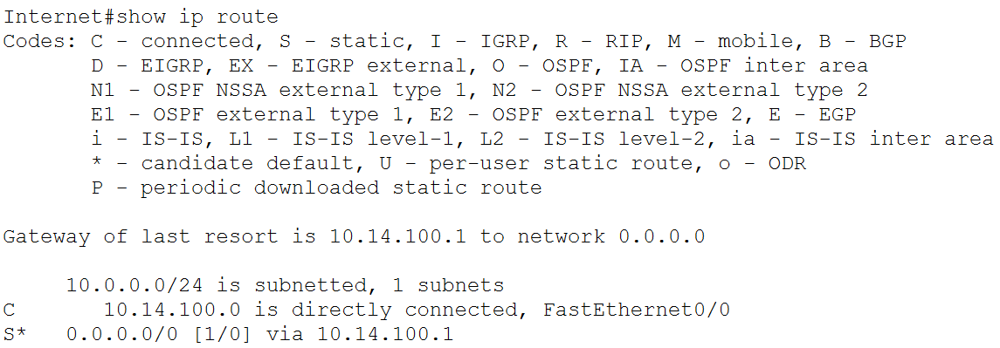 Internet#show ip route
Codes: C - connected, S - static, I - IGRP, R - RIP, M - mobile, B - BGP
       D - EIGRP, EX - EIGRP external, O - OSPF, IA - OSPF inter area
       N1 - OSPF NSSA external type 1, N2 - OSPF NSSA external type 2
       E1 - OSPF external type 1, E2 - OSPF external type 2, E - EGP
       i - IS-IS, L1 - IS-IS level-1, L2 - IS-IS level-2, ia - IS-IS inter area
       * - candidate default, U - per-user static route, o - ODR
       P - periodic downloaded static route

Gateway of last resort is 10.14.100.1 to network 0.0.0.0

     10.0.0.0/24 is subnetted, 1 subnets
C       10.14.100.0 is directly connected, FastEthernet0/0
S*   0.0.0.0/0 [1/0] via 10.14.100.1